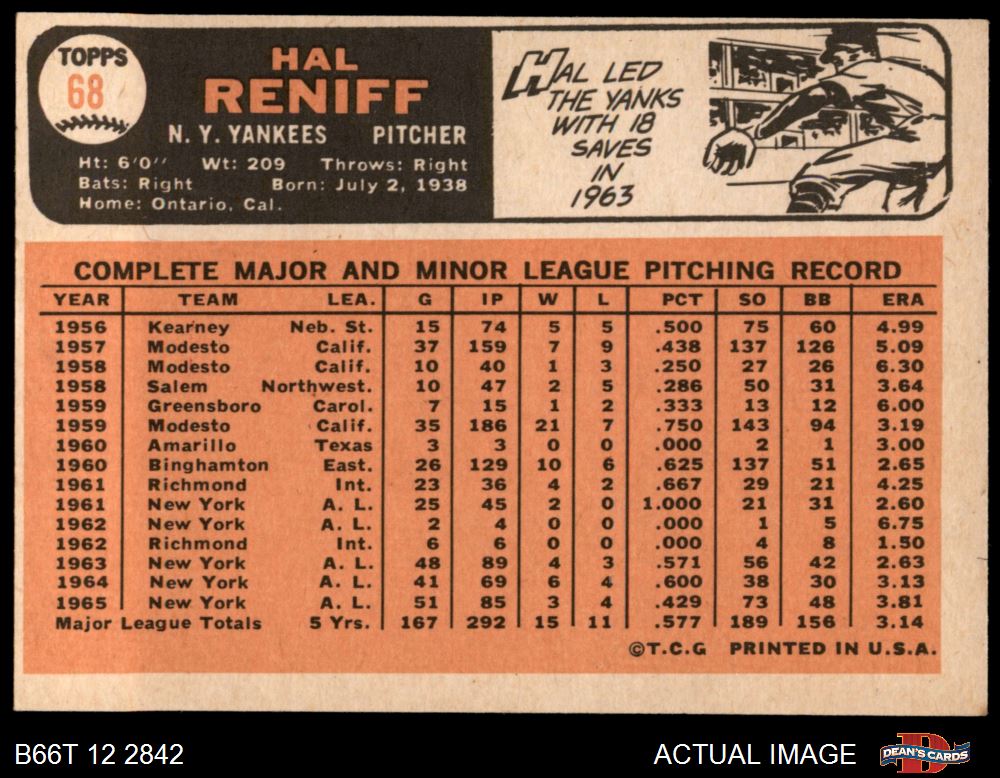 TOPPS
68
HAL
RENIFF
N. Y. YANKEES PITCHER
Ht: 6'0'' Wt: 209 Throws: Right
Bats: Right Born: July 2, 1938
Home: Ontario, Cal.
HAL LED
THE YANKS
WITH 18
SAVES
IN
1963
COMPLETE MAJOR AND MINOR LEAGUE PITCHING RECORD
YEAR TEAM LEA. G IP W L PCT SO BB ERA
1956 Kearney Neb. St. 15 74 5 5 .500 75 60 4.99
1957 Modesto Calif. 37 159 7 9 .438 137 126 5.09
1958 Modesto Calif. 10 40 1 3 .250 27 26 6.30
1958 Salem Northwest. 10 47 2 5 .286 50 31 3.64
1959 Greensboro Carol. 7 15 1 2 .333 13 12 6.00
1959 Modesto Calif. 35 186 21 7 .750 143 94 3.19
1960 Amarillo Texas 3 3 0 0 .000 2 1 3.00
1960 Binghamton East. 26 129 10 6 .625 137 51 2.65
1961 Richmond Int. 23 36 4 2 .667 29 21 4.25
1961 New York A. L. 25 45 2 0 1.000 21 31 2.60
1962 New York A. L. 2 4 0 0 .000 1 5 6.75
1962 Richmond Int. 6 6 0 0 .000 4 8 1.50
1963 New York A. L. 48 89 4 3 .571 56 42 2.63
1964 New York A. L. 41 69 6 4 .600 38 30 3.13
1965 New York A. L. 51 85 3 4 .429 73 48 3.81
Major League Totals 5 Yrs. 167 292 15 11 .577 189 156 3.14
©T.C.G PRINTED IN U.S.A.
B66T 12 2842
ACTUAL IMAGE
DEAN'S CARDS